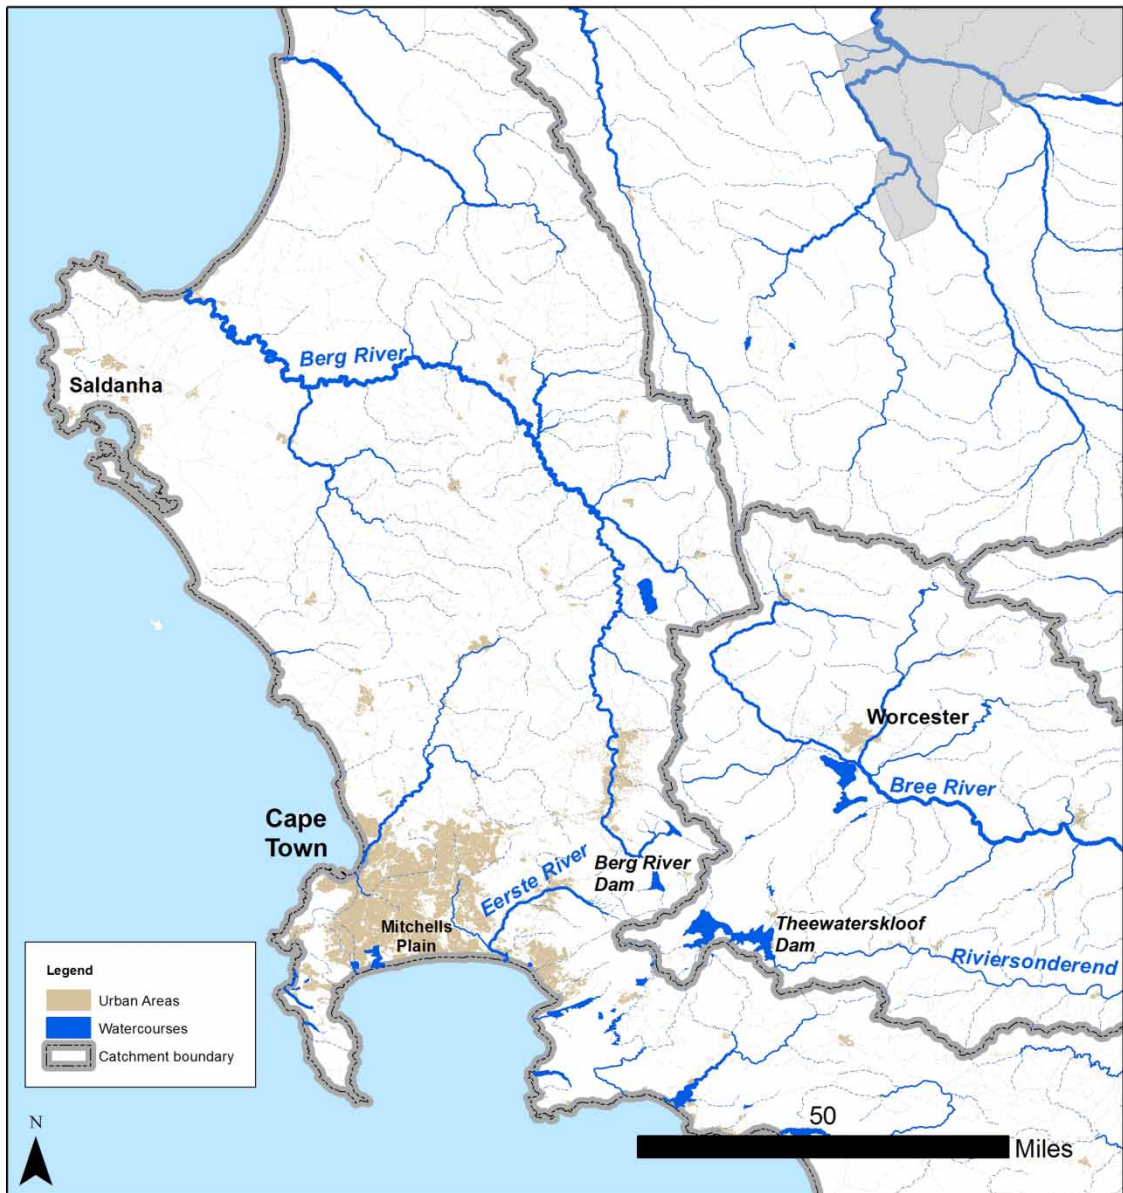 Berg River
Saldanha
Worcester
Bree River
Cape
Town
Eerste River
Berg River
Dam
Mitchells
Plain
Theewaterskloof
Dam
Riviersonderend
Legend
Urban Areas
Watercourses
Catchment boundary
N
50
Miles